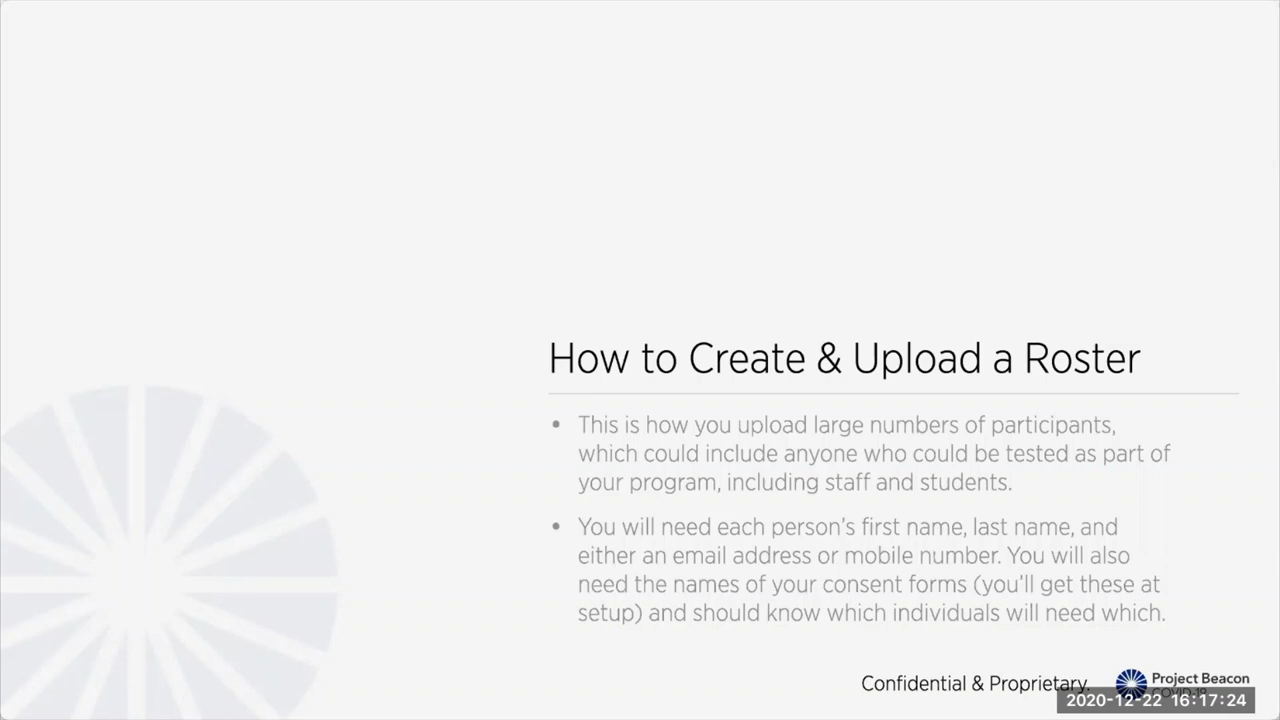 How to Create & Upload a Roster
• This is how you upload large numbers of participants,
which could include anyone who could be tested as part of
your program, including staff and students.
• You will need each person’s first name, last name, and
either an email address or mobile number. You will also
need the names of your consent forms (you’ll get these at
setup) and should know which individuals will need which.
Confidential & Proprietary.
Project Beacon
COVID-19
2020-12-22 16:17:24